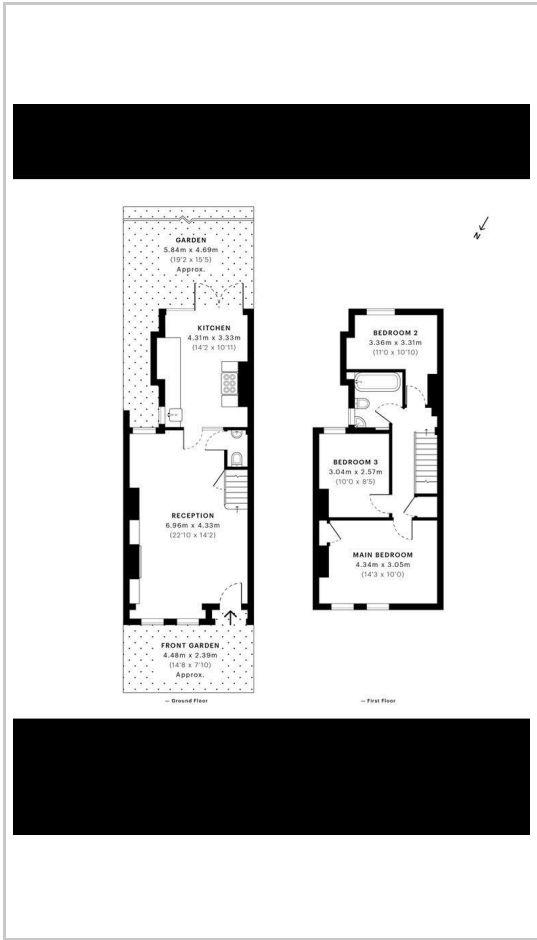 GARDEN
5.84m x 4.69m
(19'2 x 15'5)
Approx.
N
KITCHEN
4.31m x 3.33m
(14'2 x 10'11)
RECEPTION
6.96m x 4.33m
(22'10 x 14'2)
FRONT GARDEN
4.48m x 2.39m
(14'8 x 7'10)
Approx.
— Ground Floor
BEDROOM 2
3.36m x 3.31m
(11'0 x 10'10)
BEDROOM 3
3.04m x 2.57m
(10'0 x 8'5)
MAIN BEDROOM
4.34m x 3.05m
(14'3 x 10'0)
— First Floor